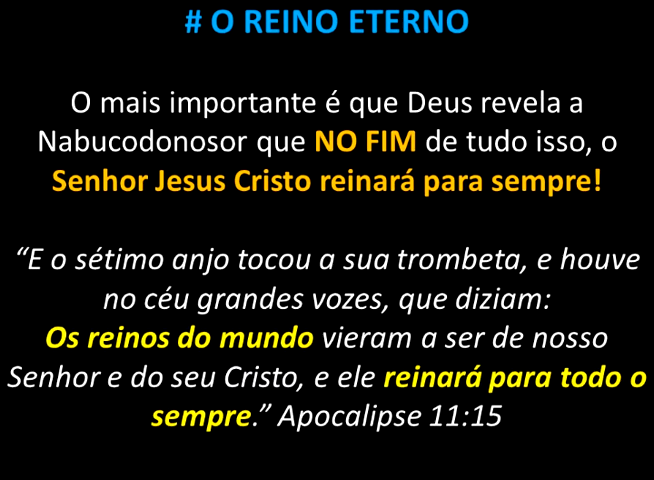 # O REINO ETERNO
O mais importante é que Deus revela a
Nabucodonosor que NO FIM de tudo isso, o
Senhor Jesus Cristo reinará para sempre!
“E o sétimo anjo tocou a sua trombeta, e houve
no céu grandes vozes, que diziam:
Os reinos do mundo vieram a ser de nosso
Senhor e do seu Cristo, e ele reinará para todo o
sempre.” Apocalipse 11:15